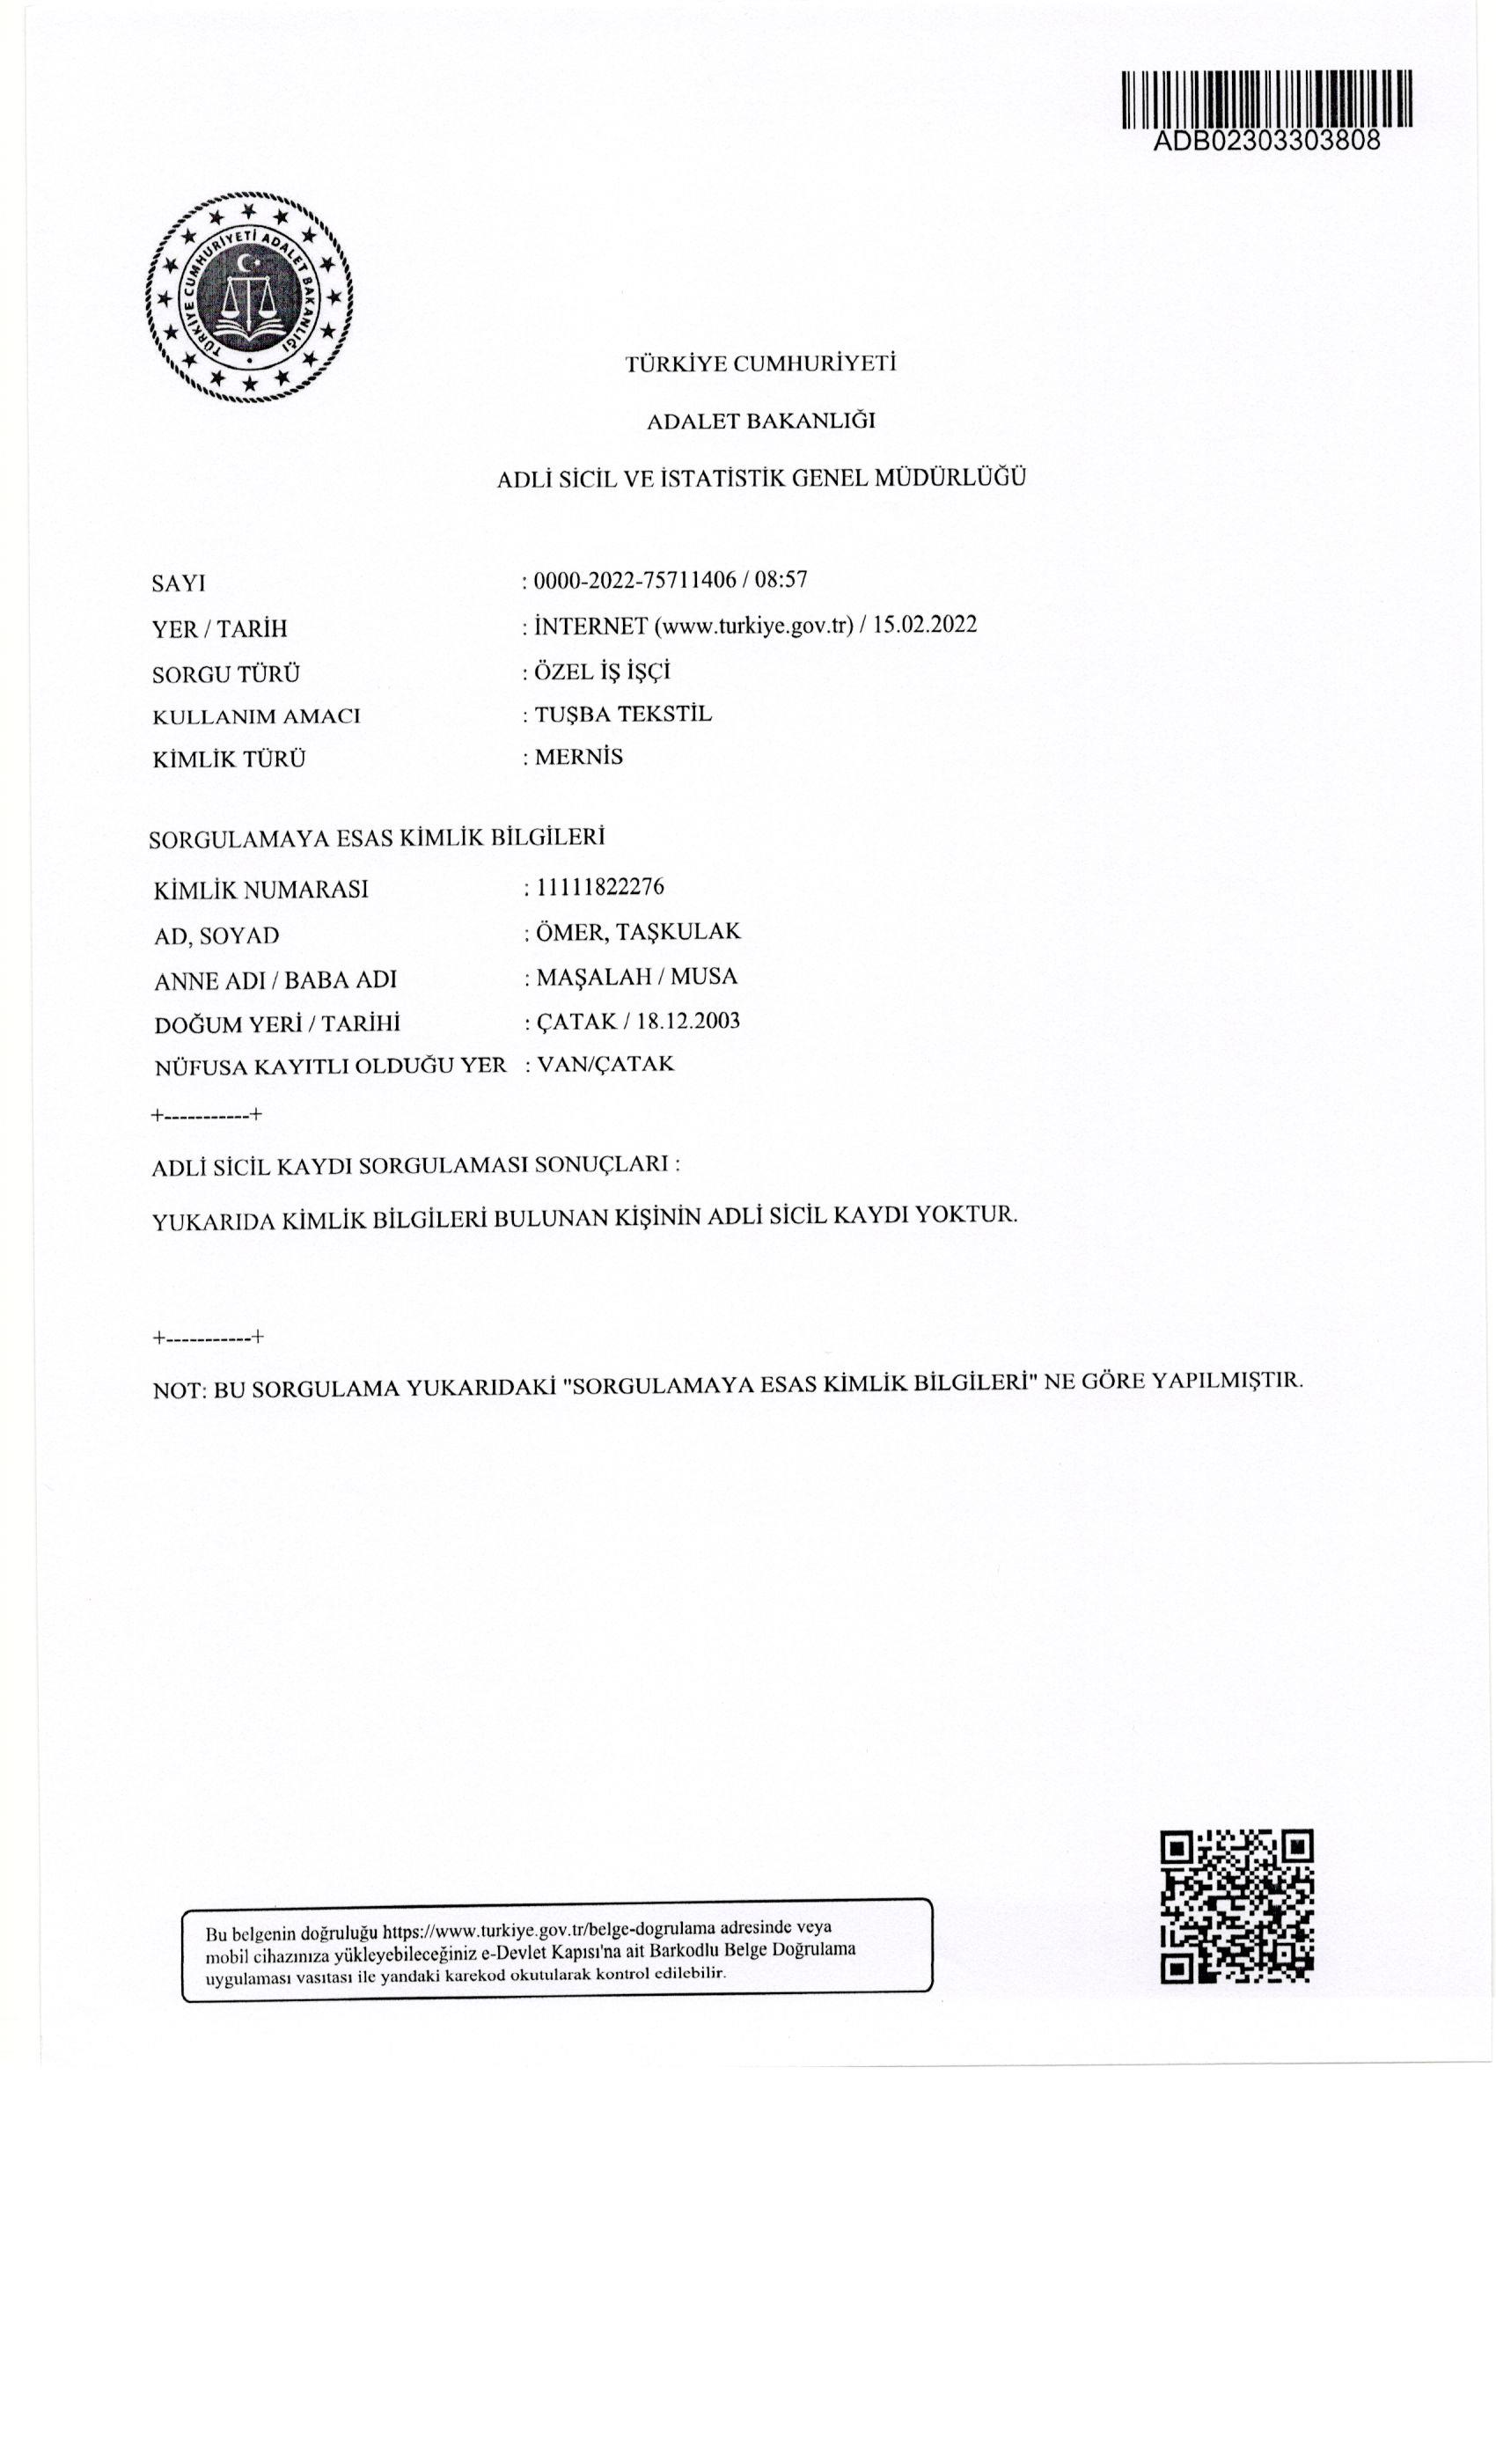 ADB02303303808
TÜRKİYE CUMHURİYETİ ADALET BAKANLIĞI
TÜRKİYE CUMHURİYETİ
ADALET BAKANLIĞI
ADLİ SİCİL VE İSTATİSTİK GENEL MÜDÜRLÜĞÜ
SAYI : 0000-2022-75711406 / 08:57
YER / TARİH : İNTERNET (www.turkiye.gov.tr) / 15.02.2022
SORGU TÜRÜ : ÖZEL İŞ İŞÇİ
KULLANIM AMACI : TUŞBA TEKSTİL
KİMLİK TÜRÜ : MERNİS
SORGULAMAYA ESAS KİMLİK BİLGİLERİ
KİMLİK NUMARASI : 11111822276
AD, SOYAD : ÖMER, TAŞKULAK
ANNE ADI / BABA ADI : MAŞALAH / MUSA
DOĞUM YERİ / TARİHİ : ÇATAK / 18.12.2003
NÜFUSA KAYITLI OLDUĞU YER : VAN/ÇATAK
+-----------+
ADLİ SİCİL KAYDI SORGULAMASI SONUÇLARI :
YUKARIDA KİMLİK BİLGİLERİ BULUNAN KİŞİNİN ADLİ SİCİL KAYDI YOKTUR.
+-----------+
NOT: BU SORGULAMA YUKARIDAKİ "SORGULAMAYA ESAS KİMLİK BİLGİLERİ" NE GÖRE YAPILMIŞTIR.
Bu belgenin doğruluğu https://www.turkiye.gov.tr/belge-dogrulama adresinde veya
mobil cihazınıza yükleyebileceğiniz e-Devlet Kapısı'na ait Barkodlu Belge Doğrulama
uygulaması vasıtası ile yandaki karekod okutularak kontrol edilebilir.